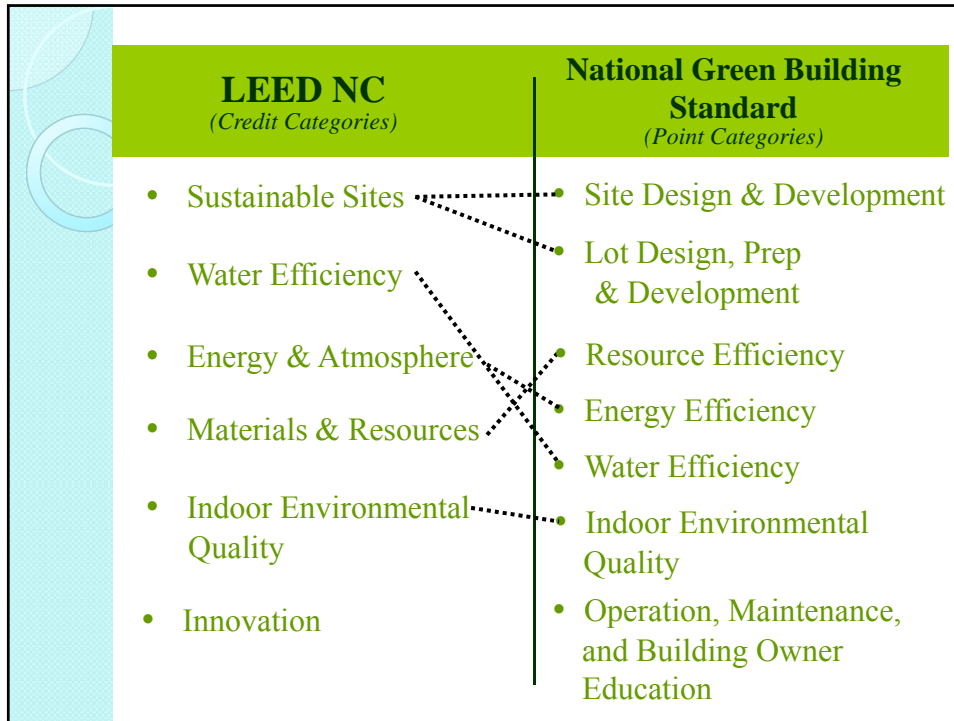 LEED NC
(Credit Categories)
• Sustainable Sites
• Water Efficiency
• Energy & Atmosphere
• Materials & Resources
• Indoor Environmental
Quality
• Innovation
National Green Building
Standard
(Point Categories)
• Site Design & Development
• Lot Design, Prep
& Development
• Resource Efficiency
• Energy Efficiency
• Water Efficiency
• Indoor Environmental
Quality
• Operation, Maintenance,
and Building Owner
Education